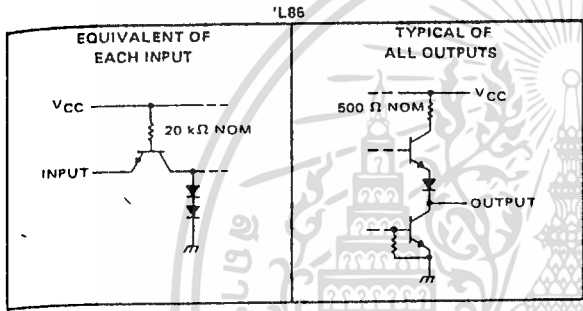 'L86
EQUIVALENT OF
EACH INPUT
VCC
20 kΩ NOM
INPUT
TYPICAL OF
ALL OUTPUTS
VCC
500 Ω NOM
OUTPUT